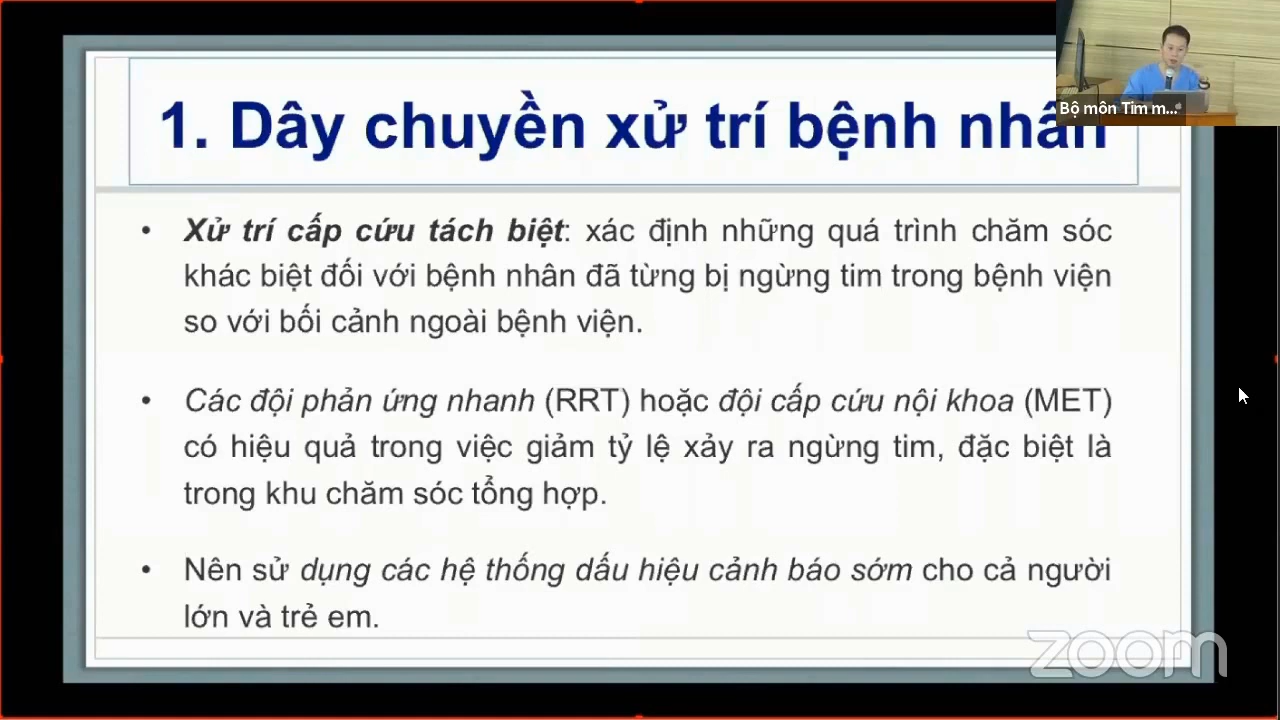 1. Dây chuyền xử trí bệnh nhân
Bộ môn Tim m...
• Xử trí cấp cứu tách biệt: xác định những quá trình chăm sóc
khác biệt đối với bệnh nhân đã từng bị ngừng tim trong bệnh viện
so với bối cảnh ngoài bệnh viện.
• Các đội phản ứng nhanh (RRT) hoặc đội cấp cứu nội khoa (MET)
có hiệu quả trong việc giảm tỷ lệ xảy ra ngừng tim, đặc biệt là
trong khu chăm sóc tổng hợp.
• Nên sử dụng các hệ thống dấu hiệu cảnh báo sớm cho cả người
lớn và trẻ em.
zoom